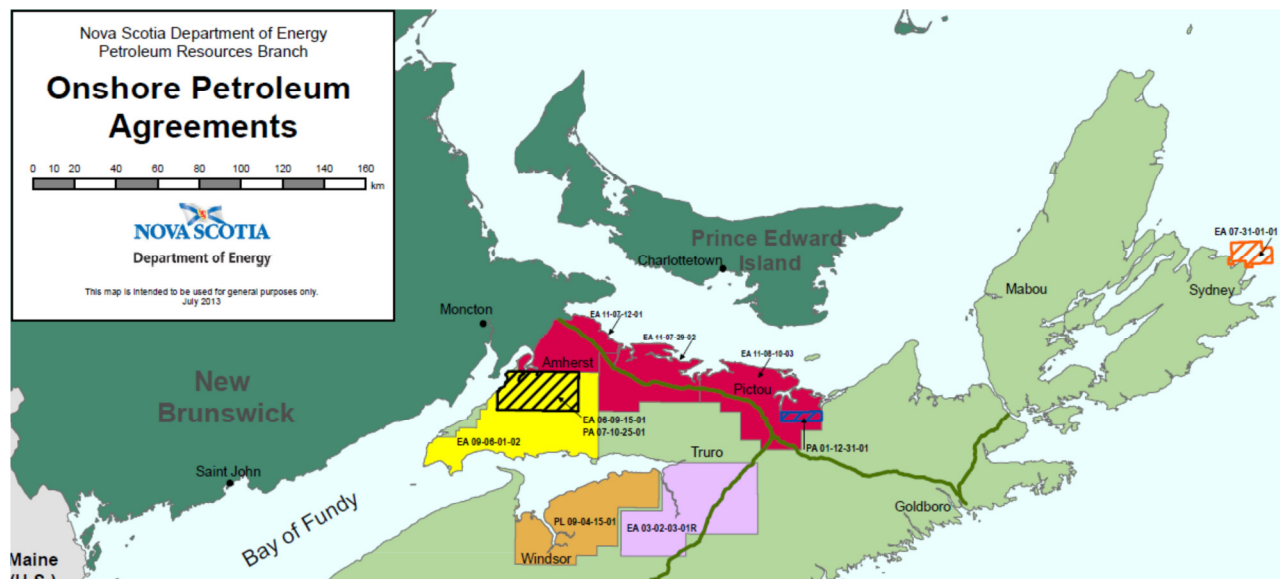 Nova Scotia Department of Energy
Petroleum Resources Branch
Onshore Petroleum
Agreements
0 10 20 40 60 80 100 120 140 160
km
NOVA SCOTIA
Department of Energy
This map is intended to be used for general purposes only.
July 2013
Prince Edward
Island
Charlottetown
EA 07-31-01-01
Mabou
Sydney
Moncton
EA 11-07-12-01
EA 11-07-29-02
EA 11-08-10-03
Amherst
Pictou
New
Brunswick
EA 06-09-15-01
PA 07-10-25-01
EA 09-06-01-02
PA 01-12-31-01
Truro
Saint John
Goldboro
Bay of Fundy
PL 09-04-15-01
EA 03-02-03-01R
Windsor
Maine
(U.S.)